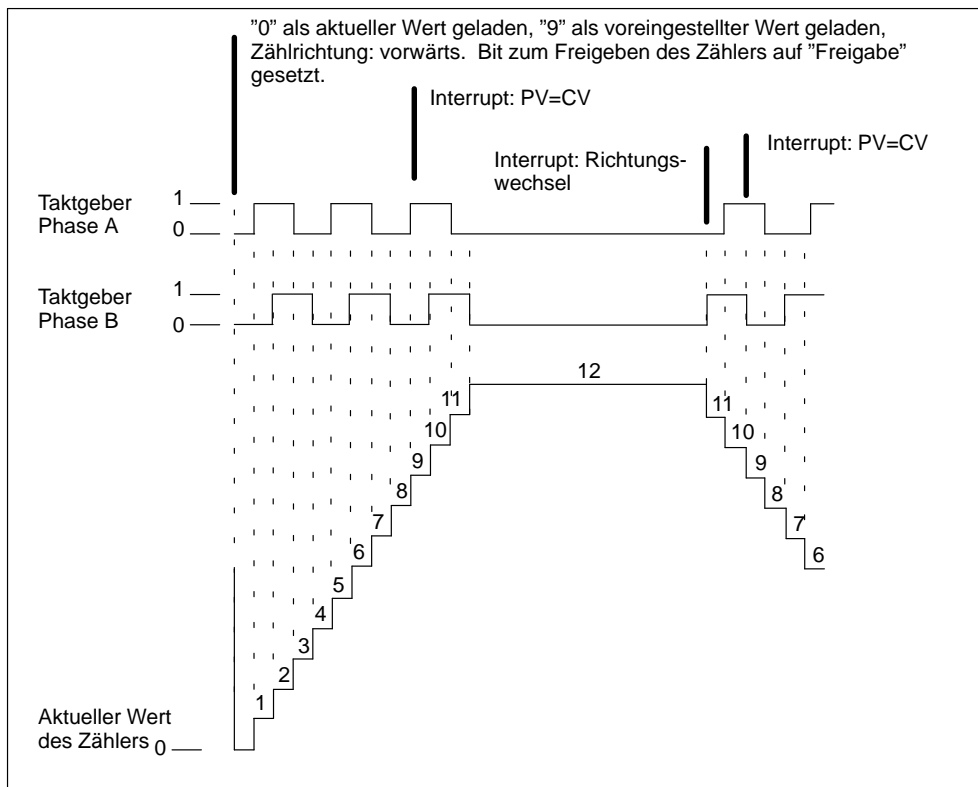 "0" als aktueller Wert geladen, "9" als voreingestellter Wert geladen,
Zählrichtung: vorwärts. Bit zum Freigeben des Zählers auf "Freigabe"
gesetzt.
Interrupt: PV=CV
Interrupt: Richtungs-
wechsel
Interrupt: PV=CV
Taktgeber
Phase A
1
0
Taktgeber
Phase B
1
0
12
11
10
9
8
7
6
5
4
3
2
1
11
10
9
8
7
6
Aktueller Wert
des Zählers
0